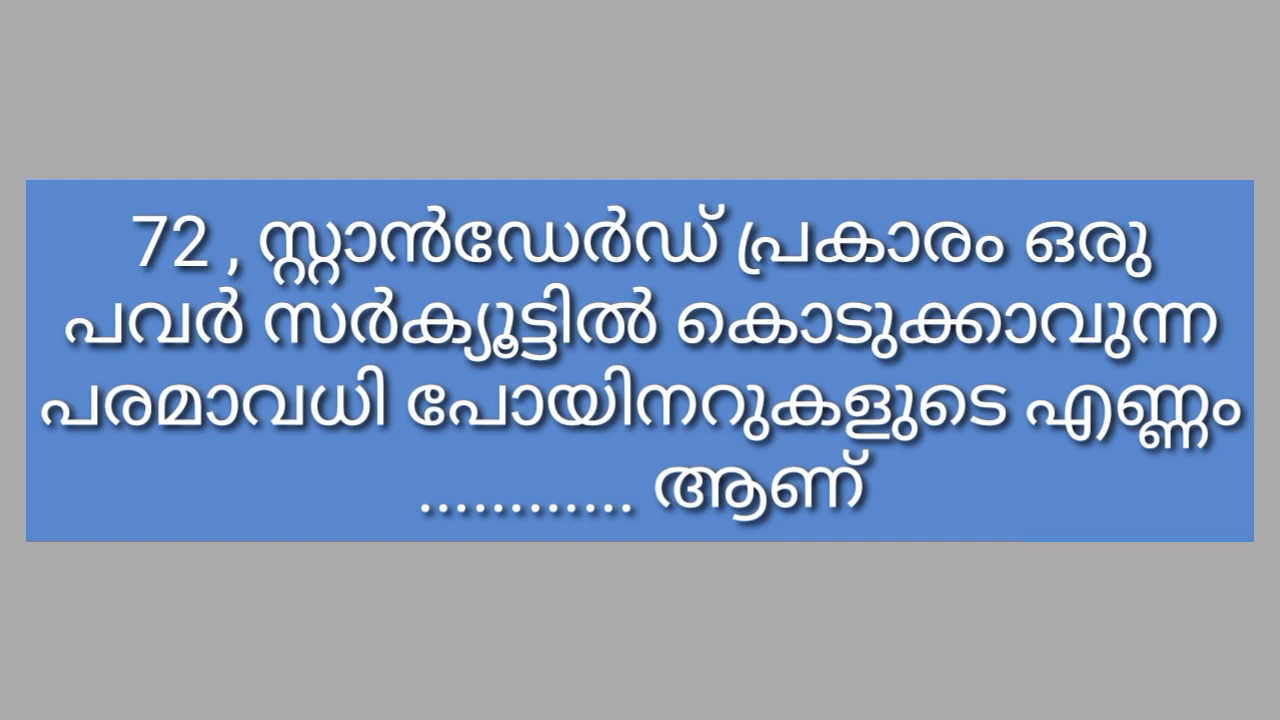 72 , സ്റ്റാൻഡേർഡ് പ്രകാരം ഒരു
പവർ സർക്യൂട്ടിൽ കൊടുക്കാവുന്ന
പരമാവധി പോയിനറുകളുടെ എണ്ണം
............ ആണ്